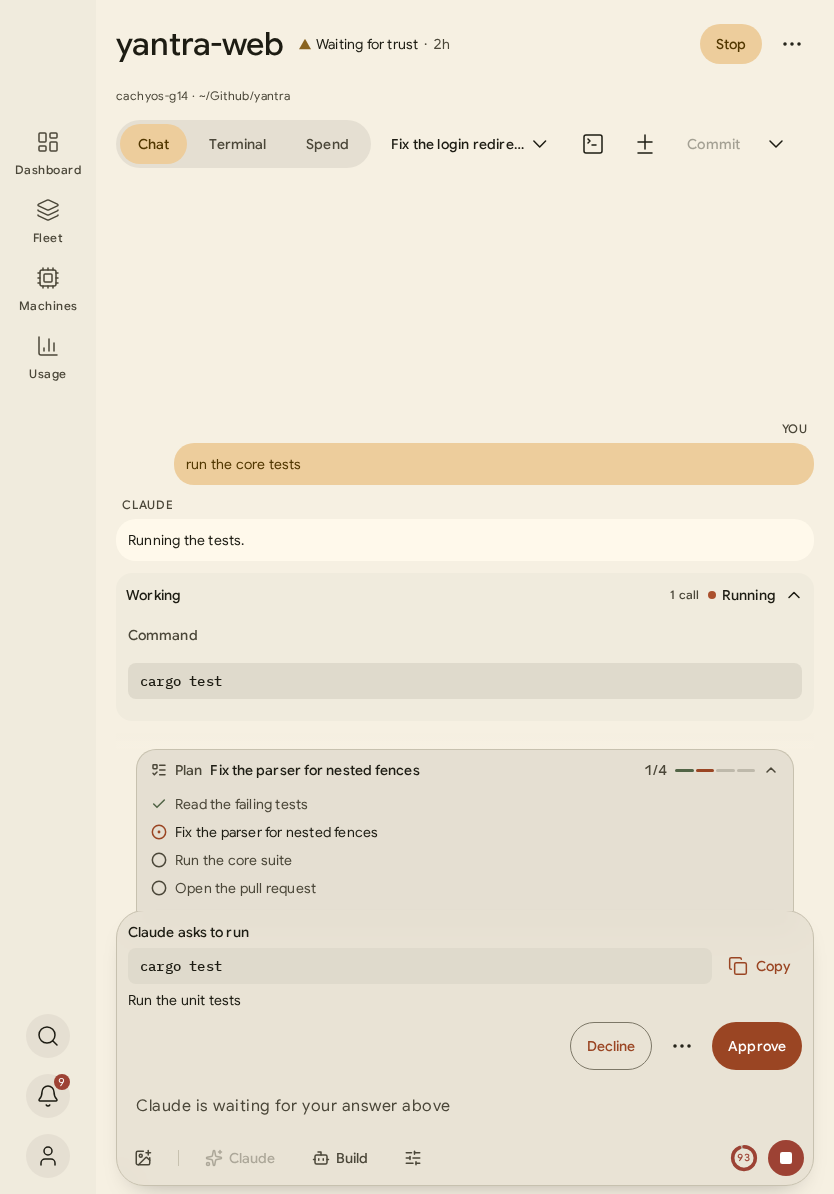 yantra-web Waiting for trust · 2h Stop
cachyos-g14 · ~/Github/yantra
Chat Terminal Spend Fix the login redire... Commit
Dashboard
Fleet
Machines
Usage
YOU
run the core tests
CLAUDE
Running the tests.
Working 1 call Running
Command
cargo test
Plan Fix the parser for nested fences 1/4
Read the failing tests
Fix the parser for nested fences
Run the core suite
Open the pull request
Claude asks to run
cargo test Copy
Run the unit tests
Decline Approve
9
Claude is waiting for your answer above
Claude Build 93